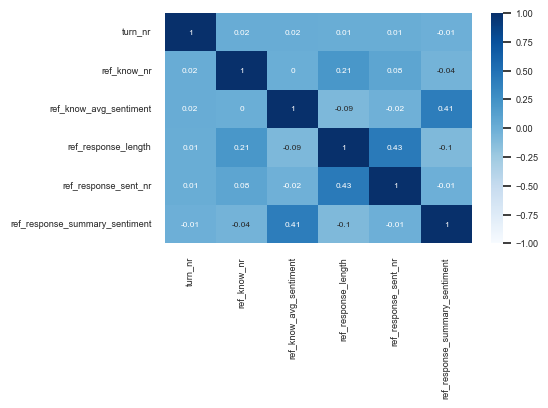 turn_nr 1 0.02 0.02 0.01 0.01 -0.01
ref_know_nr 0.02 1 0 0.21 0.06 -0.04
ref_know_avg_sentiment 0.02 0 1 -0.09 -0.02 0.41
ref_response_length 0.01 0.21 -0.09 1 0.43 -0.1
ref_response_sent_nr 0.01 0.06 -0.02 0.43 1 -0.01
ref_response_summary_sentiment -0.01 -0.04 0.41 -0.1 -0.01 1
turn_nr
ref_know_nr
ref_know_avg_sentiment
ref_response_length
ref_response_sent_nr
ref_response_summary_sentiment
1.00
0.75
0.50
0.25
0.00
-0.25
-0.50
-0.75
-1.00